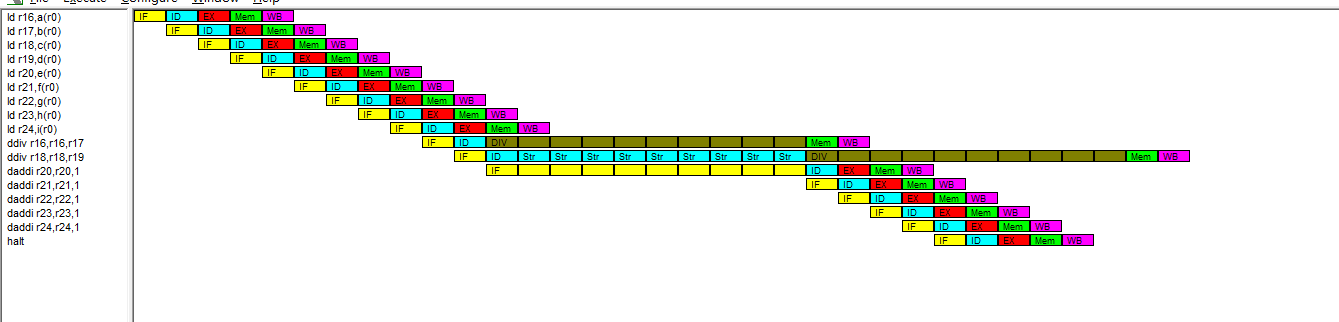 File Execute Configure Window Help
ld r16,a(r0) IF ID EX Mem WB
ld r17,b(r0) IF ID EX Mem WB
ld r18,c(r0) IF ID EX Mem WB
ld r19,d(r0) IF ID EX Mem WB
ld r20,e(r0) IF ID EX Mem WB
ld r21,f(r0) IF ID EX Mem WB
ld r22,g(r0) IF ID EX Mem WB
ld r23,h(r0) IF ID EX Mem WB
ld r24,i(r0) IF ID EX Mem WB
ddiv r16,r16,r17 IF ID DIV Mem WB
ddiv r18,r18,r19 IF ID Str Str Str Str Str Str Str Str Str DIV Mem WB
daddi r20,r20,1 IF ID EX Mem WB
daddi r21,r21,1 IF ID EX Mem WB
daddi r22,r22,1 IF ID EX Mem WB
daddi r23,r23,1 IF ID EX Mem WB
daddi r24,r24,1 IF ID EX Mem WB
halt IF ID EX Mem WB